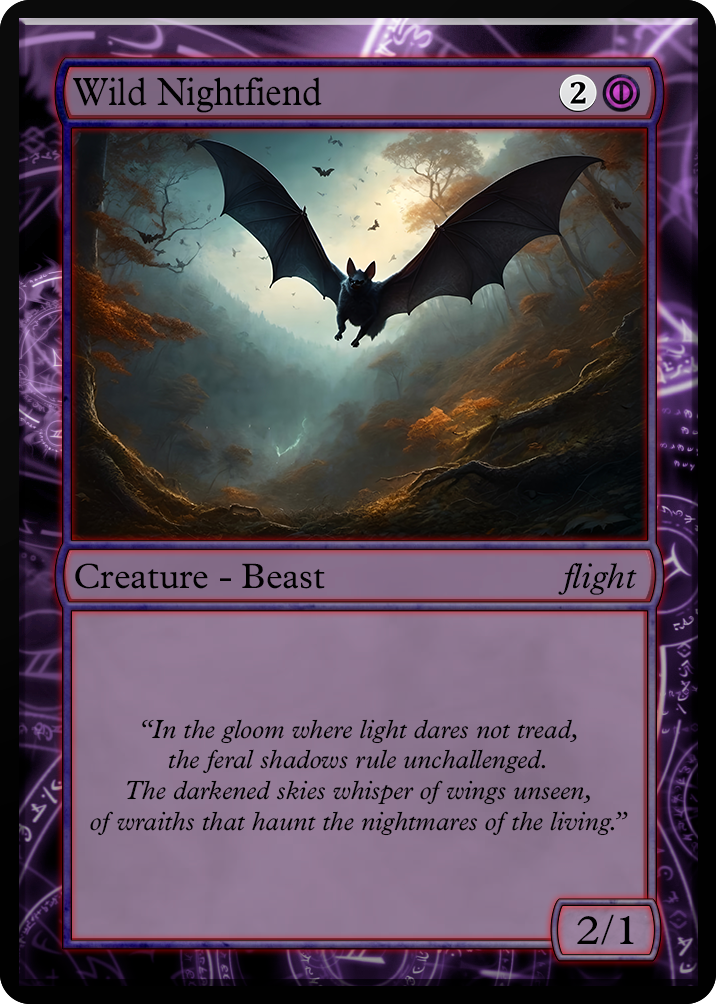 Wild Nightfiend 2
Creature - Beast flight
“In the gloom where light dares not tread,
the feral shadows rule unchallenged.
The darkened skies whisper of wings unseen,
of wraiths that haunt the nightmares of the living.”
2/1